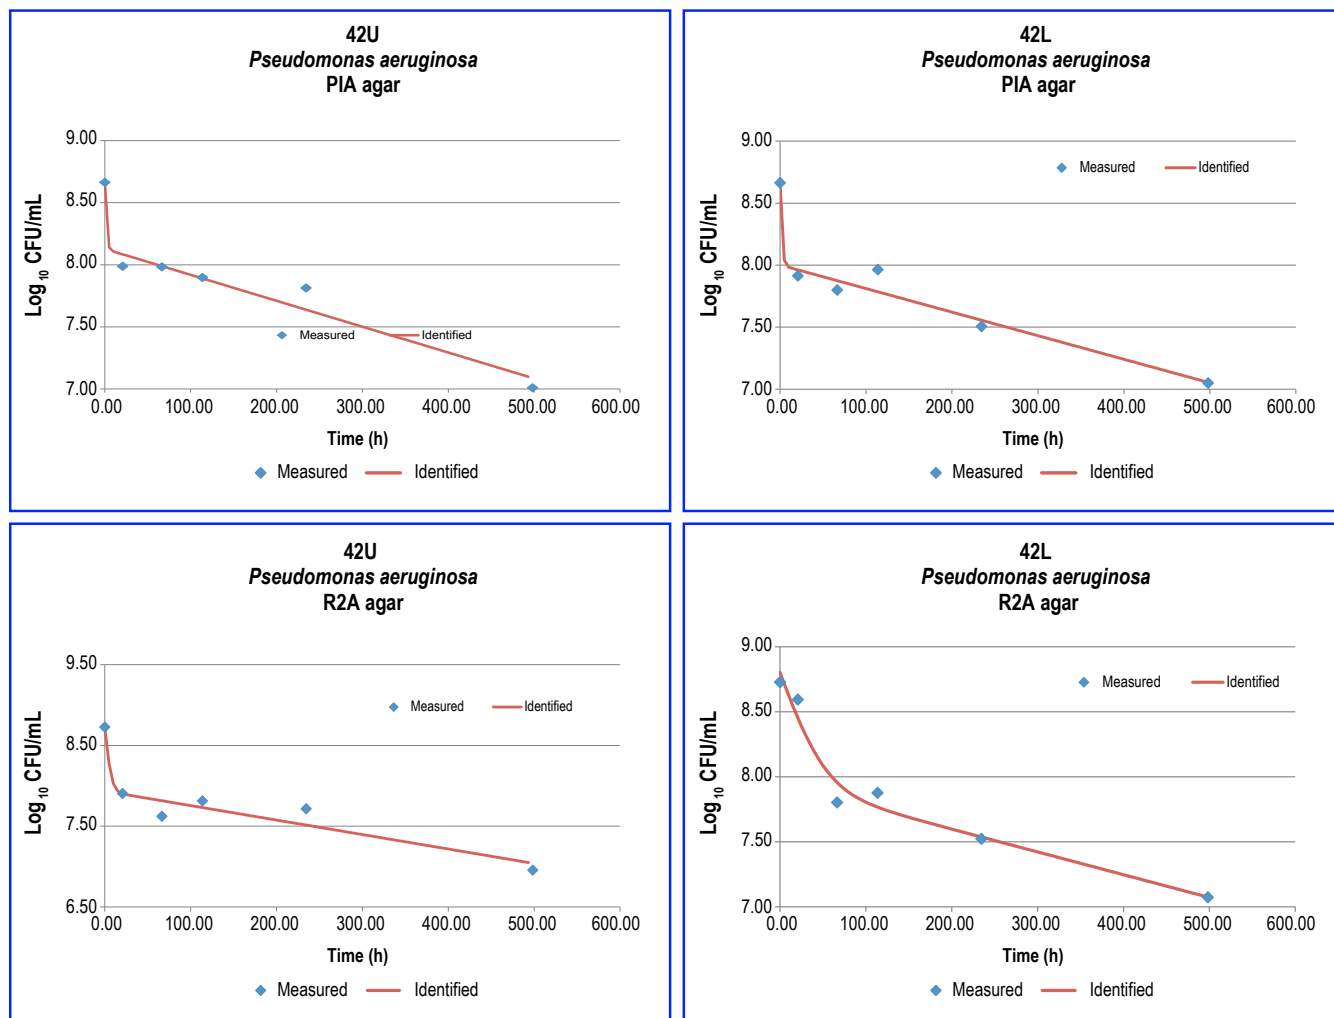 42U
Pseudomonas aeruginosa
PIA agar
Log10 CFU/mL
9.00
8.50
8.00
7.50
7.00
Measured Identified
0.00 100.00 200.00 300.00 400.00 500.00 600.00
Time (h)
Measured Identified
42L
Pseudomonas aeruginosa
PIA agar
Log10 CFU/mL
9.00
8.50
8.00
7.50
7.00
Measured Identified
0.00 100.00 200.00 300.00 400.00 500.00 600.00
Time (h)
Measured Identified
42U
Pseudomonas aeruginosa
R2A agar
Log10 CFU/mL
9.50
8.50
7.50
6.50
Measured Identified
0.00 100.00 200.00 300.00 400.00 500.00 600.00
Time (h)
Measured Identified
42L
Pseudomonas aeruginosa
R2A agar
Log10 CFU/mL
9.00
8.50
8.00
7.50
7.00
Measured Identified
0.00 100.00 200.00 300.00 400.00 500.00 600.00
Time (h)
Measured Identified